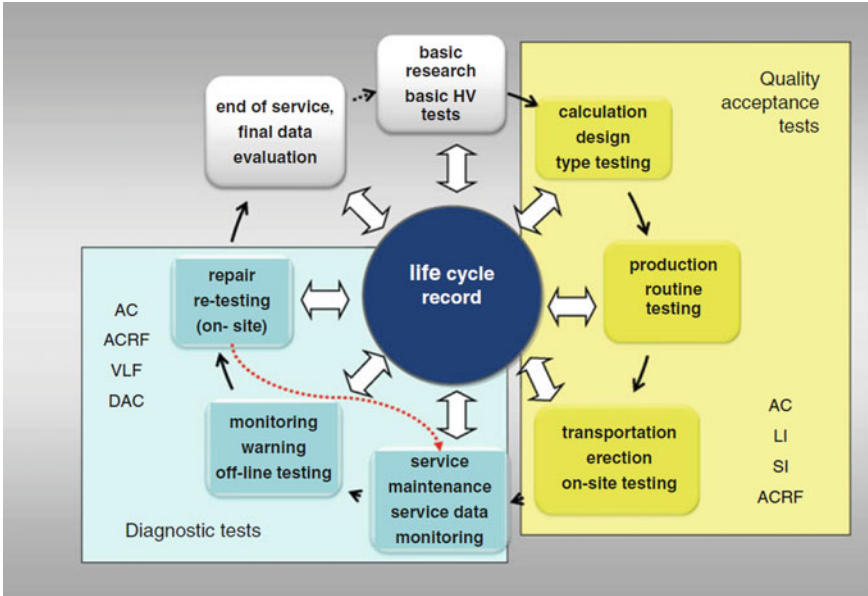 basic
research
basic HV
tests
Quality
acceptance
tests
end of service,
final data
evaluation
calculation
design
type testing
life cycle
record
repair
re-testing
(on- site)
production
routine
testing
AC
ACRF
VLF
DAC
monitoring
warning
off-line testing
service
maintenance
service data
monitoring
transportation
erection
on-site testing
AC
LI
SI
ACRF
Diagnostic tests